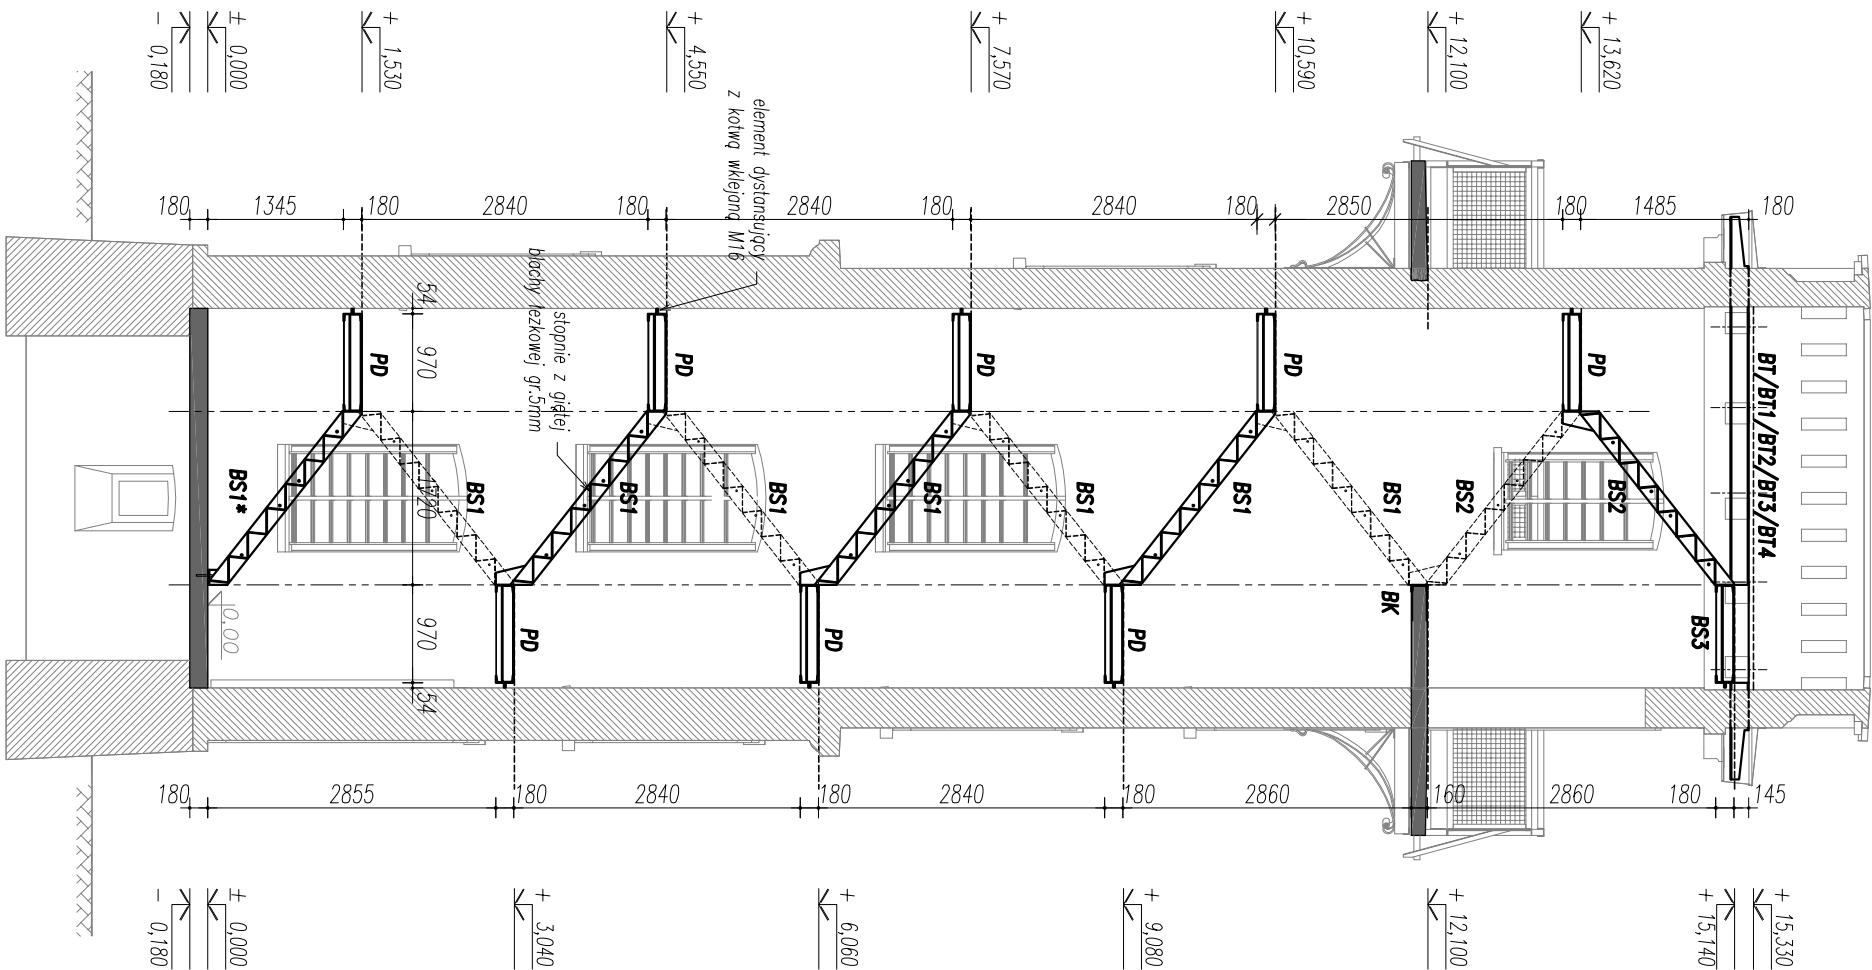 ± 0,000
- 0,180
+ 1,530
+ 4,550
+ 7,570
+ 10,590
+ 12,100
+ 13,620
element dystansujący
z kotwą wklejaną M16
180
1345
180
2840
180
2840
180
2840
180
2850
180
1485
180
stopnie z giętej
blachy łezkowej gr.5mm
54
970
1720
970
54
PD
PD
PD
PD
PD
BT/BT1/BT2/BT3/BT4
BS1*
BS1
BS1
BS1
BS1
BS1
BS1
BS1
BS2
BS2
BK
BS3
0,00
PD
PD
PD
180
2855
180
2840
180
2840
180
2860
160
2860
180
145
± 0,000
- 0,180
+ 3,040
+ 6,060
+ 9,080
+ 12,100
+ 15,330
+ 15,140